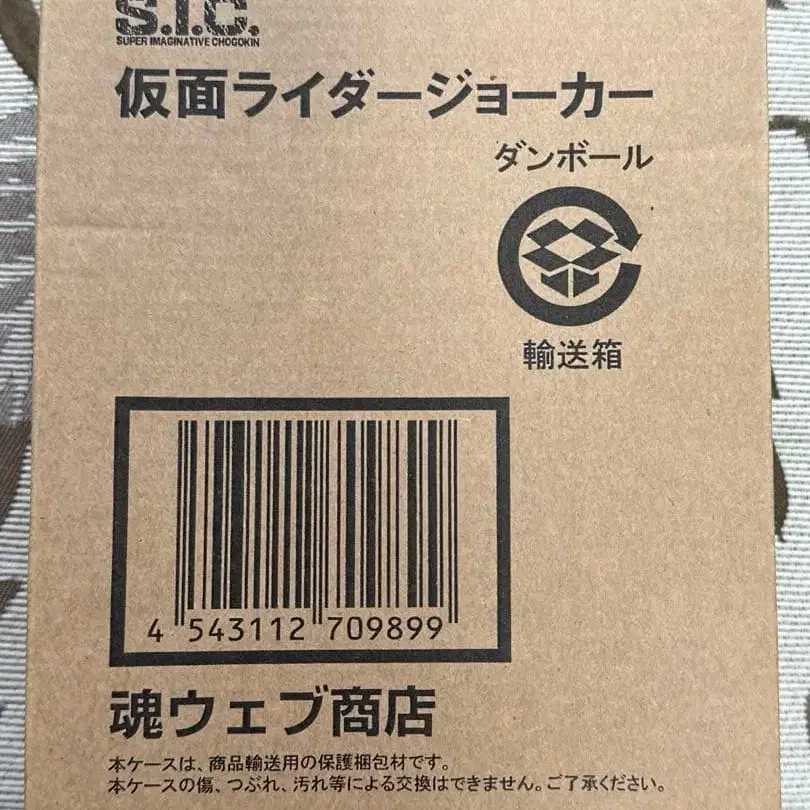 S.I.C.
SUPER IMAGINATIVE CHOGOKIN
仮面ライダージョーカー
ダンボール
輸送箱
4 543112 709899
魂ウェブ商店
本ケースは、商品輸送用の保護梱包材です。
本ケースの傷、つぶれ、汚れ等による交換はできません。ご了承ください。